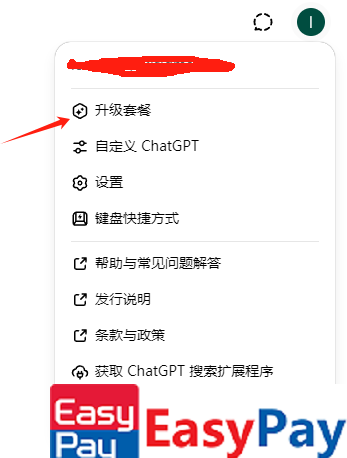 I
升级套餐
自定义 ChatGPT
设置
键盘快捷方式
帮助与常见问题解答
发行说明
条款与政策
获取 ChatGPT 搜索扩展程序
Easy
Pay
EasyPay